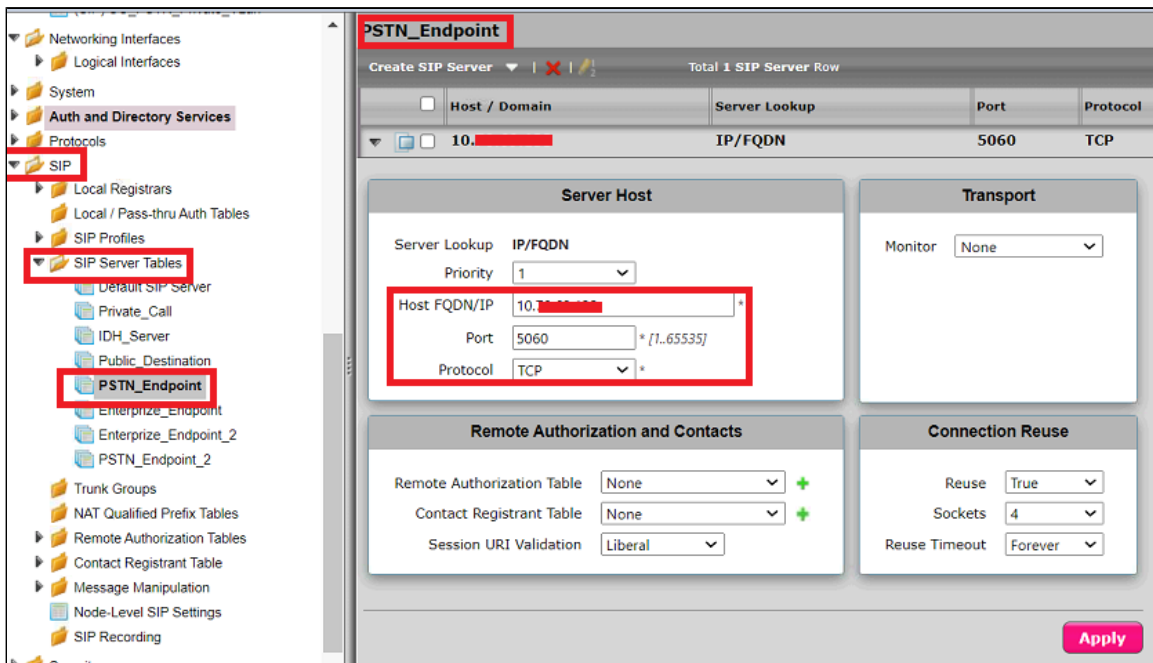 Networking Interfaces
Logical Interfaces
System
Auth and Directory Services
Protocols
SIP
Local Registrars
Local / Pass-thru Auth Tables
SIP Profiles
SIP Server Tables
Default SIP Server
Private_Call
IDH_Server
Public_Destination
PSTN_Endpoint
Enterprize_Endpoint
Enterprize_Endpoint_2
PSTN_Endpoint_2
Trunk Groups
NAT Qualified Prefix Tables
Remote Authorization Tables
Contact Registrant Table
Message Manipulation
Node-Level SIP Settings
SIP Recording
PSTN_Endpoint
Create SIP Server | | Total 1 SIP Server Row
Host / Domain Server Lookup Port Protocol
10. IP/FQDN 5060 TCP
Server Host
Server Lookup IP/FQDN
Priority 1
Host FQDN/IP 10. *
Port 5060 * [1..65535]
Protocol TCP *
Transport
Monitor None
Remote Authorization and Contacts
Remote Authorization Table None
Contact Registrant Table None
Session URI Validation Liberal
Connection Reuse
Reuse True
Sockets 4
Reuse Timeout Forever
Apply